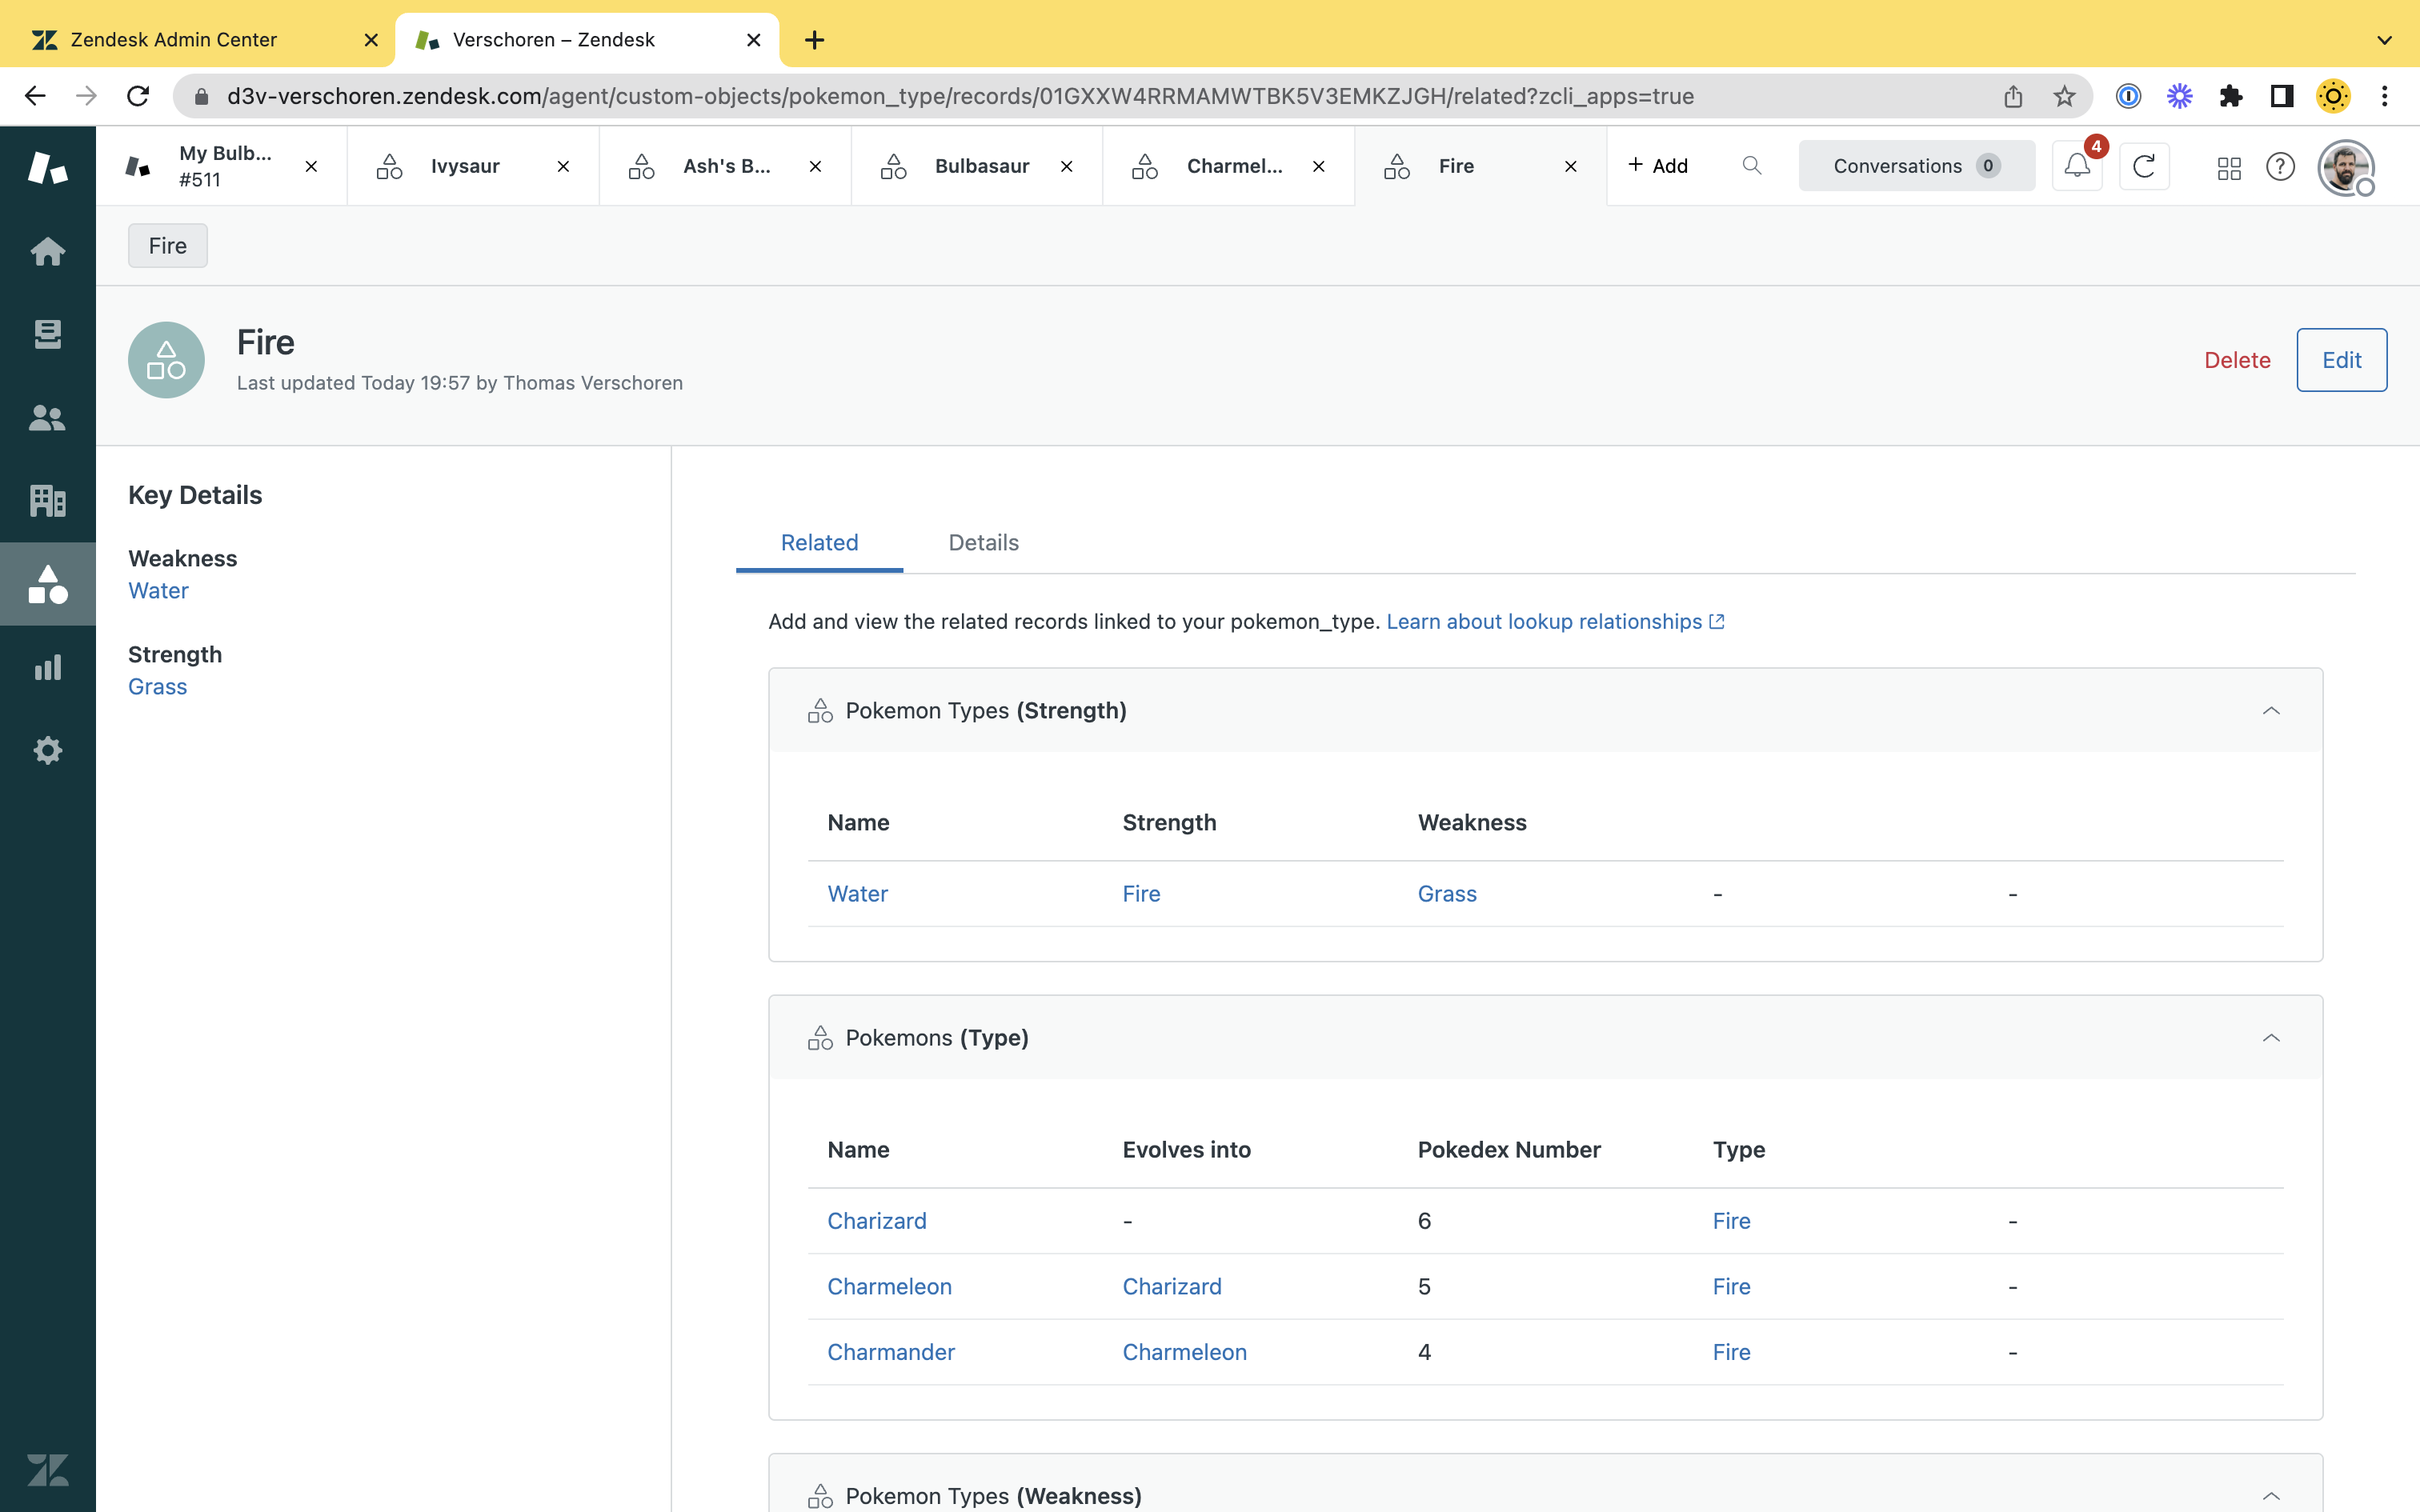 Zendesk Admin Center
Verschoren – Zendesk
d3v-verschoren.zendesk.com/agent/custom-objects/pokemon_type/records/01GXXW4RRMAMWTBK5V3EMKZJGH/related?zcli_apps=true
My Bulb...
#511
Ivysaur
Ash's B...
Bulbasaur
Charmel...
Fire
+ Add
Conversations 0
4
Fire
Fire
Last updated Today 19:57 by Thomas Verschoren
Delete
Edit
Key Details
Weakness
Water
Strength
Grass
Related Details
Add and view the related records linked to your pokemon_type. Learn about lookup relationships
Pokemon Types (Strength)
Name Strength Weakness
Water Fire Grass - -
Pokemons (Type)
Name Evolves into Pokedex Number Type
Charizard - 6 Fire -
Charmeleon Charizard 5 Fire -
Charmander Charmeleon 4 Fire -
Pokemon Types (Weakness)